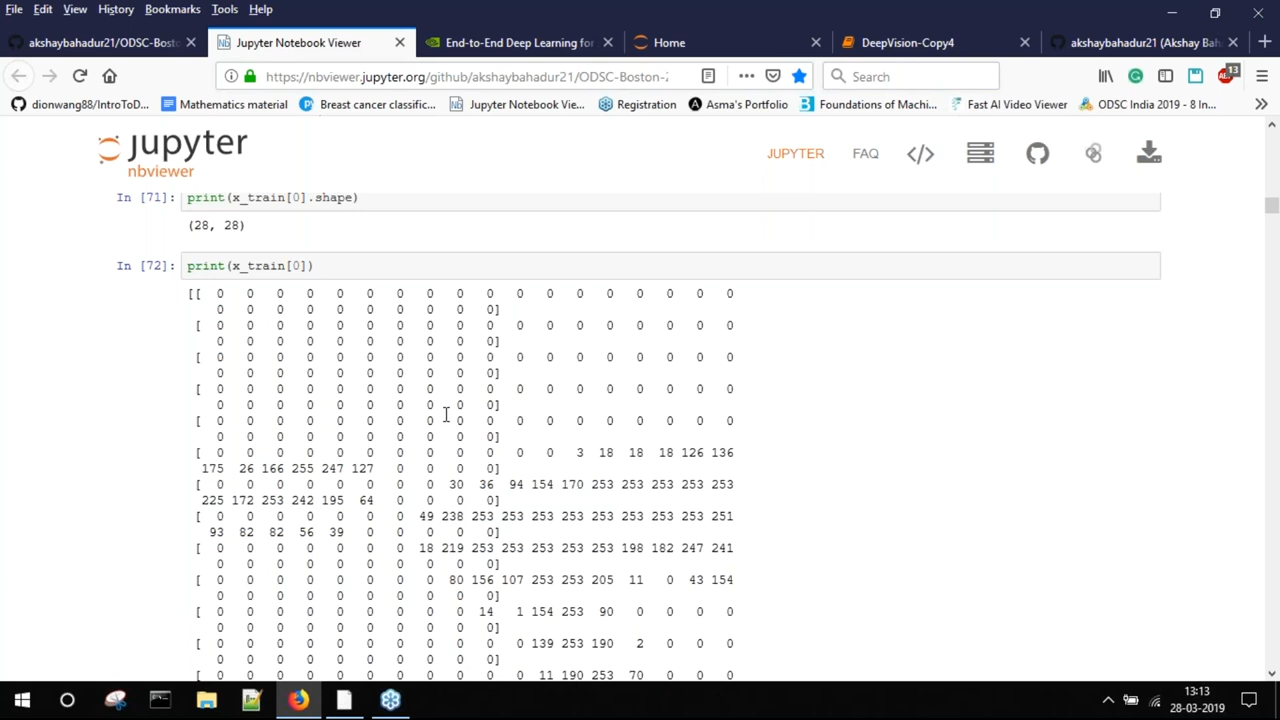 File Edit View History Bookmarks Tools Help
akshaybahadur21/ODSC-Bosto
Jupyter Notebook Viewer
End-to-End Deep Learning for
Home
DeepVision-Copy4
akshaybahadur21 (Akshay Bah
https://nbviewer.jupyter.org/github/akshaybahadur21/ODSC-Boston-2
Search
13
dionwang88/IntroToD...
Mathematics material
Breast cancer classific...
Jupyter Notebook Vie...
Registration
Asma's Portfolio
Foundations of Machi...
Fast AI Video Viewer
ODSC India 2019 - 8 In...
jupyter
nbviewer
JUPYTER FAQ
In [71]: print(x_train[0].shape)
(28, 28)
In [72]: print(x_train[0])
[[ 0 0 0 0 0 0 0 0 0 0 0 0 0 0 0 0 0 0
0 0 0 0 0 0 0 0 0 0]
[ 0 0 0 0 0 0 0 0 0 0 0 0 0 0 0 0 0 0
0 0 0 0 0 0 0 0 0 0]
[ 0 0 0 0 0 0 0 0 0 0 0 0 0 0 0 0 0 0
0 0 0 0 0 0 0 0 0 0]
[ 0 0 0 0 0 0 0 0 0 0 0 0 0 0 0 0 0 0
0 0 0 0 0 0 0 0 0 0]
[ 0 0 0 0 0 0 0 0 0 0 0 0 0 0 0 0 0 0
0 0 0 0 0 0 0 0 0 0]
[ 0 0 0 0 0 0 0 0 0 0 0 0 3 18 18 18 126 136
175 26 166 255 247 127 0 0 0 0]
[ 0 0 0 0 0 0 0 0 30 36 94 154 170 253 253 253 253 253
225 172 253 242 195 64 0 0 0 0]
[ 0 0 0 0 0 0 0 49 238 253 253 253 253 253 253 253 253 251
93 82 82 56 39 0 0 0 0 0]
[ 0 0 0 0 0 0 0 18 219 253 253 253 253 253 198 182 247 241
0 0 0 0 0 0 0 0 0 0]
[ 0 0 0 0 0 0 0 0 80 156 107 253 253 205 11 0 43 154
0 0 0 0 0 0 0 0 0 0]
[ 0 0 0 0 0 0 0 0 0 14 1 154 253 90 0 0 0 0
0 0 0 0 0 0 0 0 0 0]
[ 0 0 0 0 0 0 0 0 0 0 0 139 253 190 2 0 0 0
0 0 0 0 0 0 0 0 0 0]
[ 0 0 0 0 0 0 0 0 0 0 0 11 190 253 70 0 0 0
13:13
28-03-2019